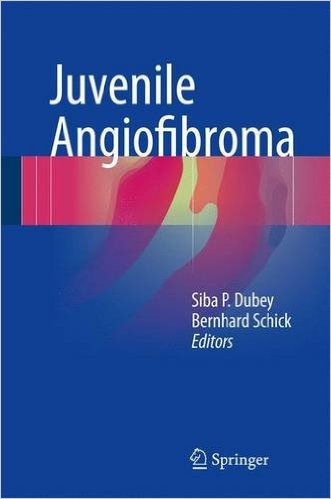 Juvenile
Angiofibroma
Siba P. Dubey
Bernhard Schick
Editors
Springer